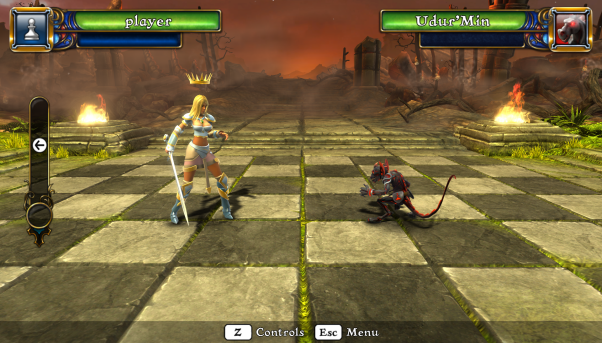 player
Udur'Min
Z Controls Esc Menu